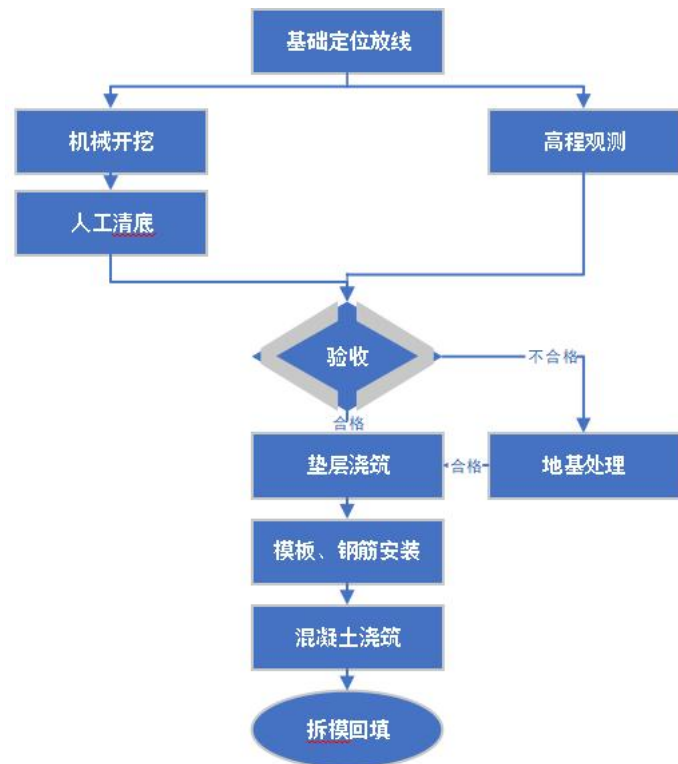 基础定位放线
机械开挖
高程观测
人工清底
验收
不合格
合格
垫层浇筑
合格
地基处理
模板、钢筋安装
混凝土浇筑
拆模回填